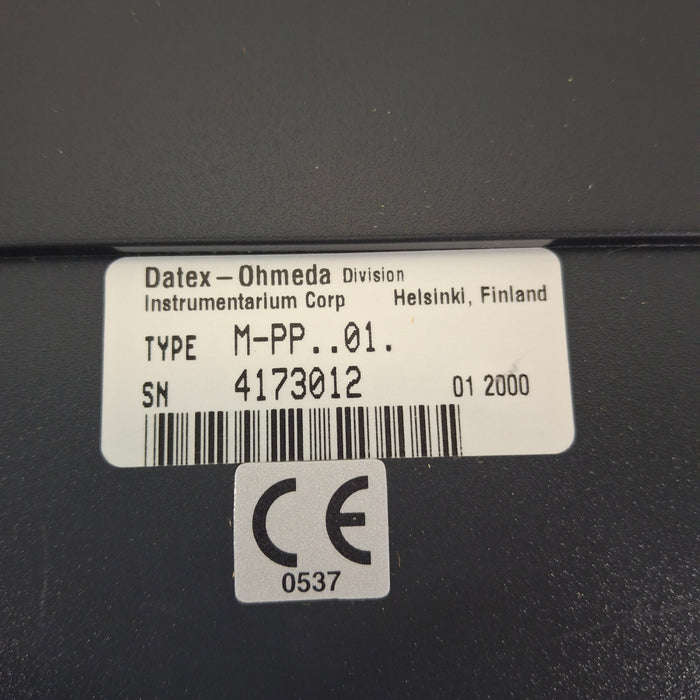 Datex-Ohmeda Division
Instrumentarium Corp Helsinki, Finland
TYPE M-PP..01.
SN 4173012 01 2000
CE
0537